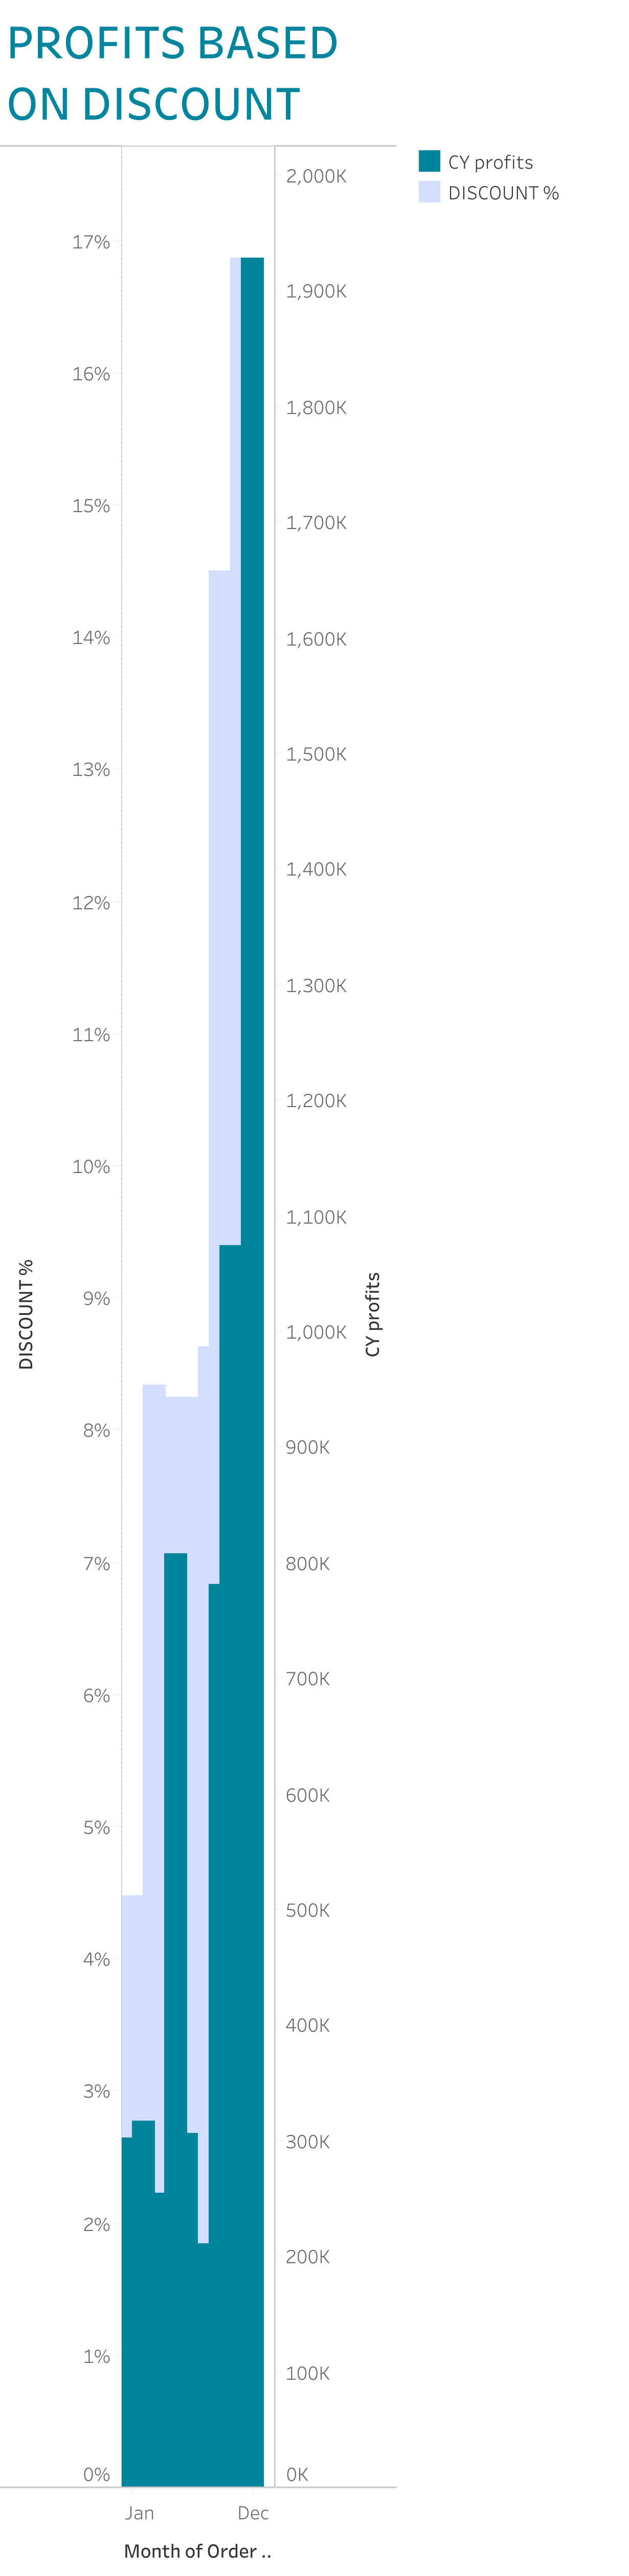 PROFITS BASED
ON DISCOUNT
CY profits
DISCOUNT %
2,000K
17%
1,900K
16%
1,800K
15%
1,700K
14%
1,600K
13%
1,500K
12%
1,400K
11%
1,300K
10%
1,200K
9%
1,100K
8%
1,000K
7%
900K
6%
800K
5%
700K
4%
600K
3%
500K
2%
400K
1%
300K
0%
200K
100K
0K
DISCOUNT %
CY profits
Jan
Dec
Month of Order ..